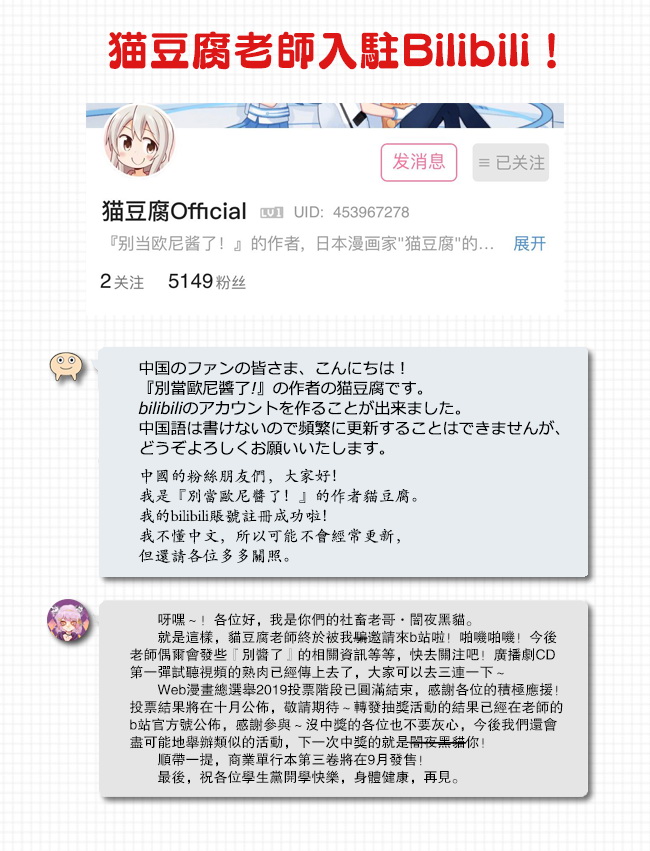 猫豆腐老師入駐Bilibili！
发消息
≡ 已关注
猫豆腐Official LV1 UID: 453967278
『别当欧尼酱了！』的作者, 日本漫画家"猫豆腐"的… 展开
2关注 5149粉丝
中国のファンの皆さま、こんにちは！
『別當歐尼醬了!』の作者の猫豆腐です。
bilibiliのアカウントを作ることが出来ました。
中国語は書けないので頻繁に更新することはできませんが、
どうぞよろしくお願いいたします。
中國的粉絲朋友們，大家好!
我是『別當歐尼醬了！』的作者貓豆腐。
我的bilibili賬號註冊成功啦!
我不懂中文，所以可能不會經常更新，
但還請各位多多關照。
呀嘿～！各位好，我是你們的社畜老哥·闇夜黑貓。
就是這樣，貓豆腐老師終於被我騙邀請來b站啦！啪嘰啪嘰！今後
老師偶爾會發些『別醬了』的相關資訊等等，快去關注吧！廣播劇CD
第一彈試聽視頻的熟肉已經傳上去了，大家可以去三連一下～
Web漫畫總選舉2019投票階段已圓滿結束，感謝各位的積極應援！
投票結果將在十月公佈，敬請期待～轉發抽獎活動的結果已經在老師的
b站官方號公佈，感謝參與～沒中獎的各位也不要灰心，今後我們還會
盡可能地舉辦類似的活動，下一次中獎的就是闇夜黑貓你！
順帶一提，商業單行本第三卷將在9月發售！
最後，祝各位學生黨開學快樂，身體健康，再見。